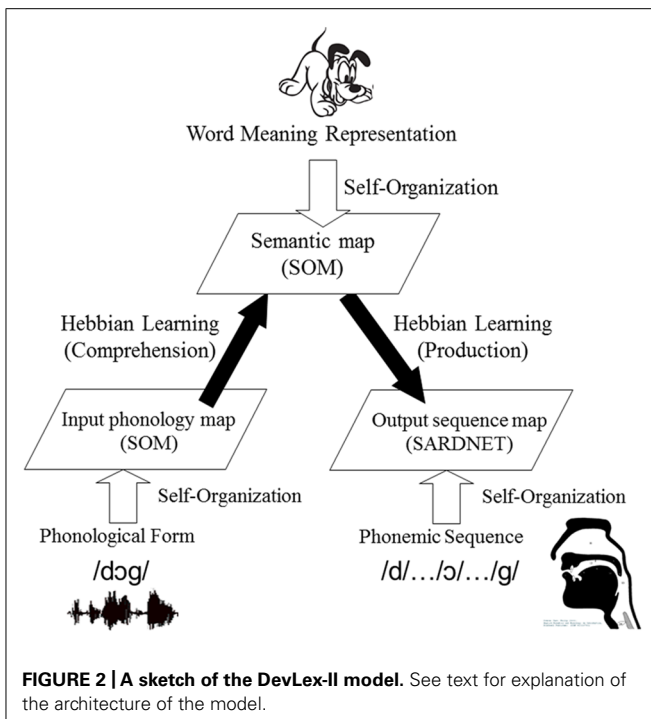 Word Meaning Representation
Self-Organization
Semantic map
(SOM)
Hebbian Learning
(Comprehension)
Hebbian Learning
(Production)
Input phonology map
(SOM)
Output sequence map
(SARDNET)
Self-Organization
Self-Organization
Phonological Form
Phonemic Sequence
/dɔg/
/d/…/ɔ/…/g/
FIGURE 2 | A sketch of the DevLex-II model. See text for explanation of
the architecture of the model.